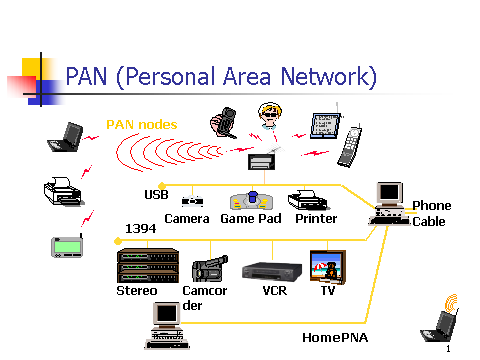 PAN (Personal Area Network)
PAN nodes
USB
Camera
Game Pad
Printer
Phone
Cable
1394
Stereo
Camcor
der
VCR
TV
HomePNA
1